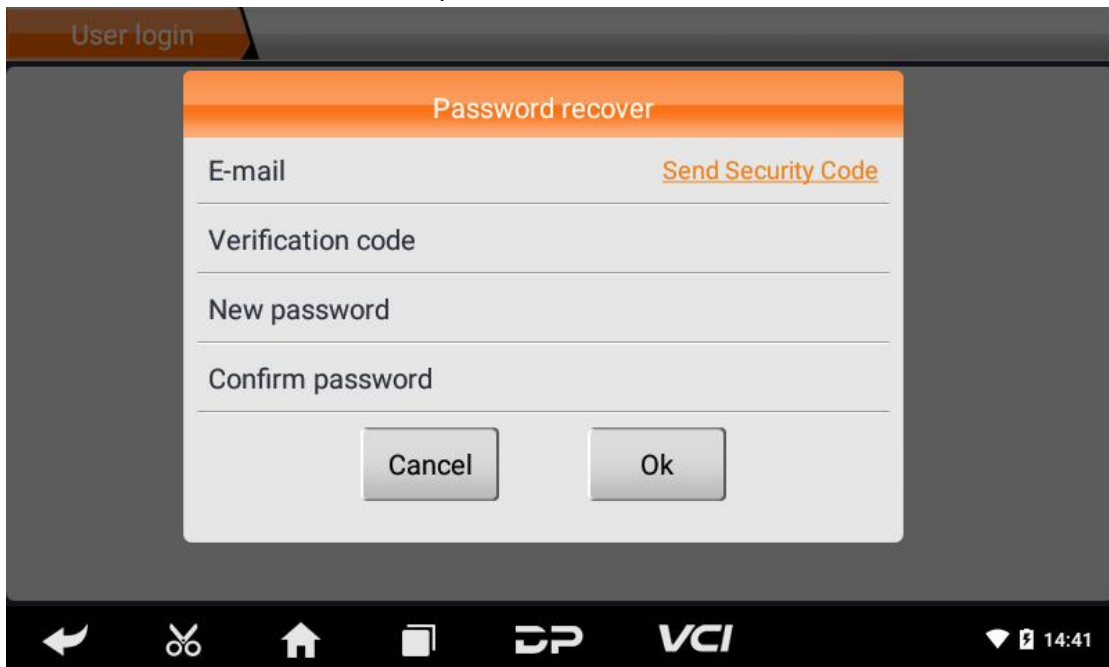 User login
Password recover
E-mail Send Security Code
Verification code
New password
Confirm password
Cancel Ok
DP VCI 14:41